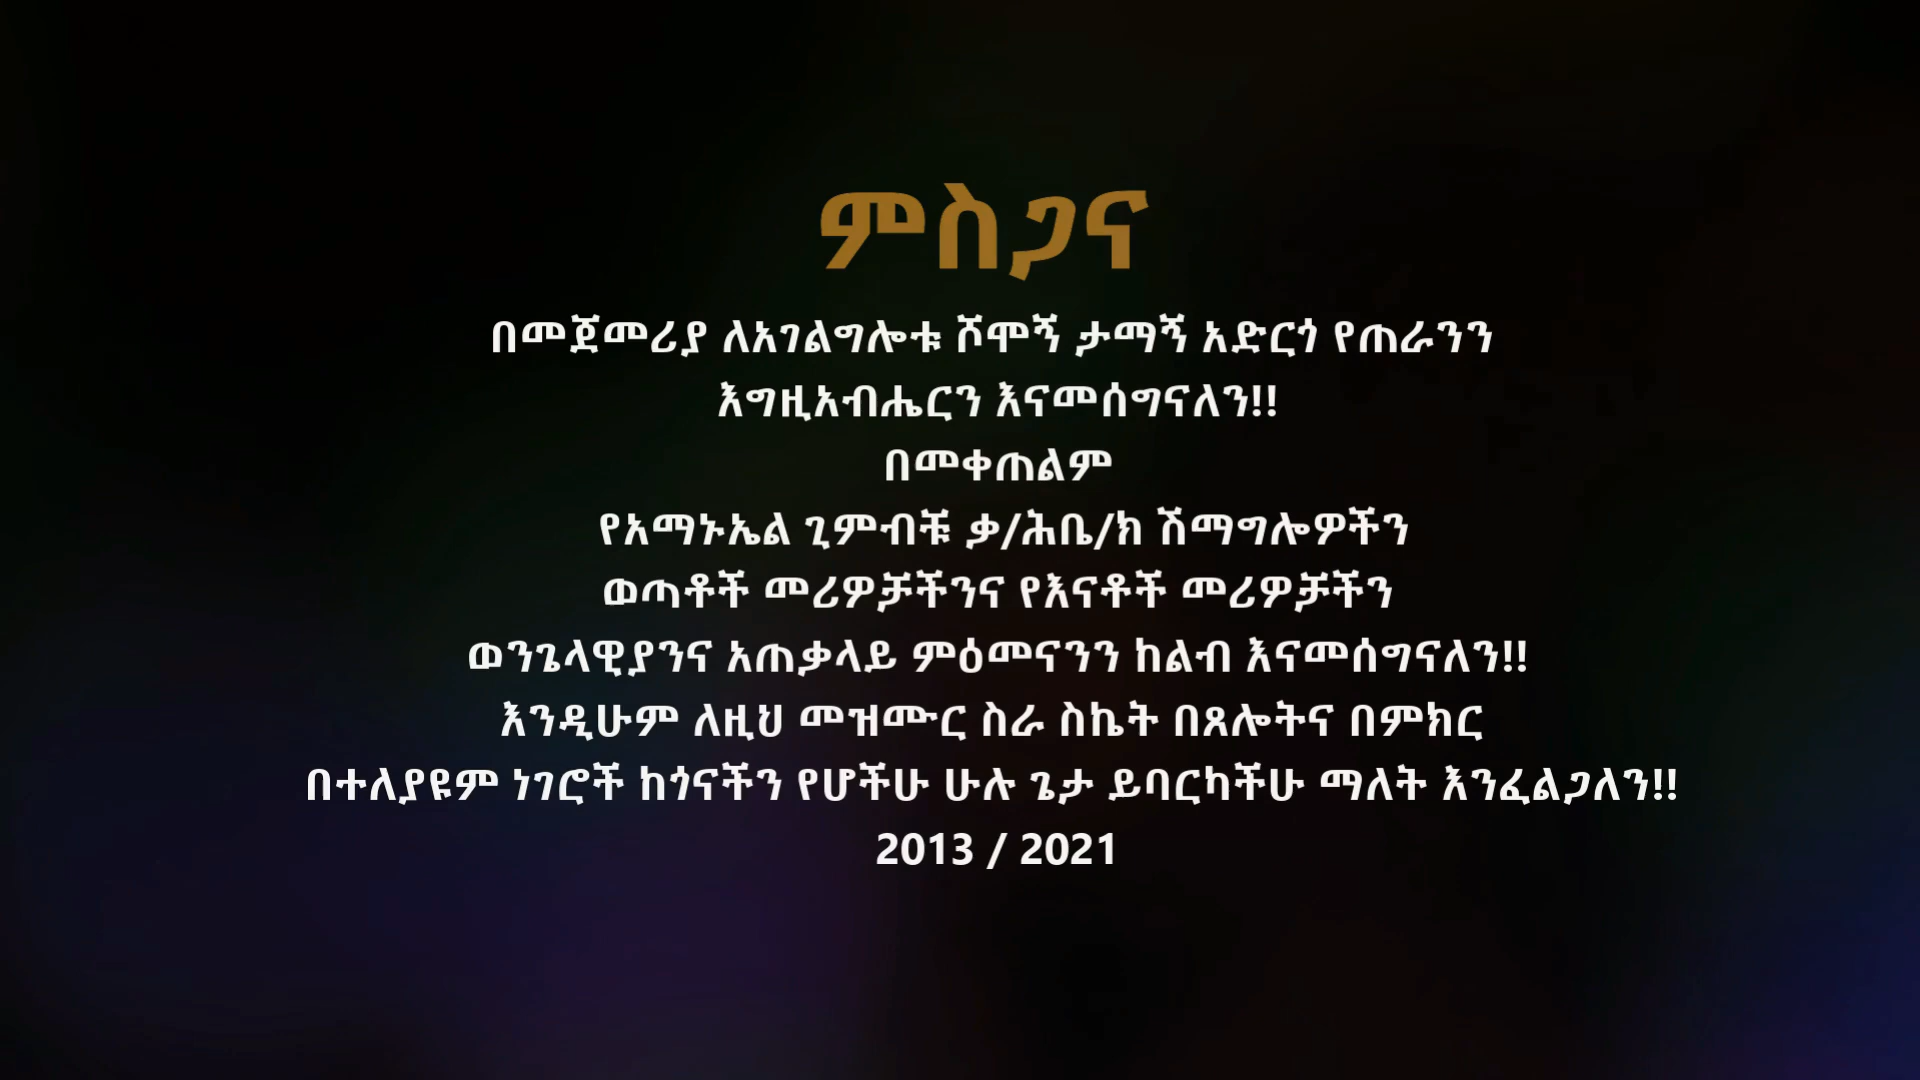 ምስጋና
በመጀመሪያ ለአገልግሎቱ ሾሞኝ ታማኝ አድርጎ የጠራንን
እግዚአብሔርን እናመሰግናለን!!
በመቀጠልም
የአማኑኤል ጊምብቹ ቃ/ሕቤ/ክ ሽማግሎዎችን
ወጣቶች መሪዎቻችንና የእናቶች መሪዎቻችን
ወንጌላዊያንና አጠቃላይ ምዕመናንን ከልብ እናመሰግናለን!!
እንዲሁም ለዚህ መዝሙር ስራ ስኬት በጸሎትና በምክር
በተለያዩም ነገሮች ከጎናችን የሆችሁ ሁሉ ጌታ ይባርካችሁ ማለት እንፈልጋለን!!
2013 / 2021